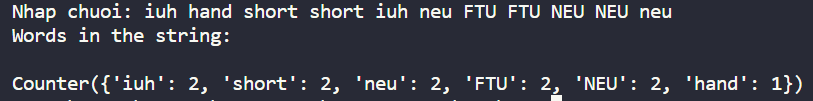 Nhap chuoi: iuh hand short short iuh neu FTU FTU NEU NEU neu
Words in the string:
Counter({'iuh': 2, 'short': 2, 'neu': 2, 'FTU': 2, 'NEU': 2, 'hand': 1})